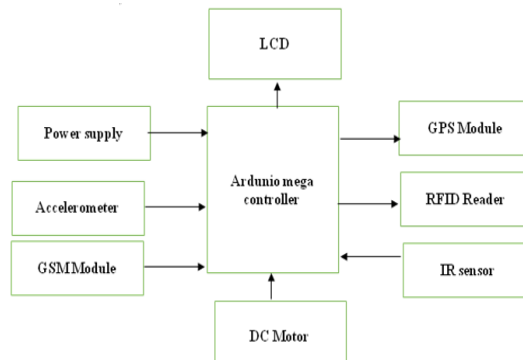 LCD
Power supply
GPS Module
Ardunio mega
controller
Accelerometer
RFID Reader
GSM Module
IR sensor
DC Motor